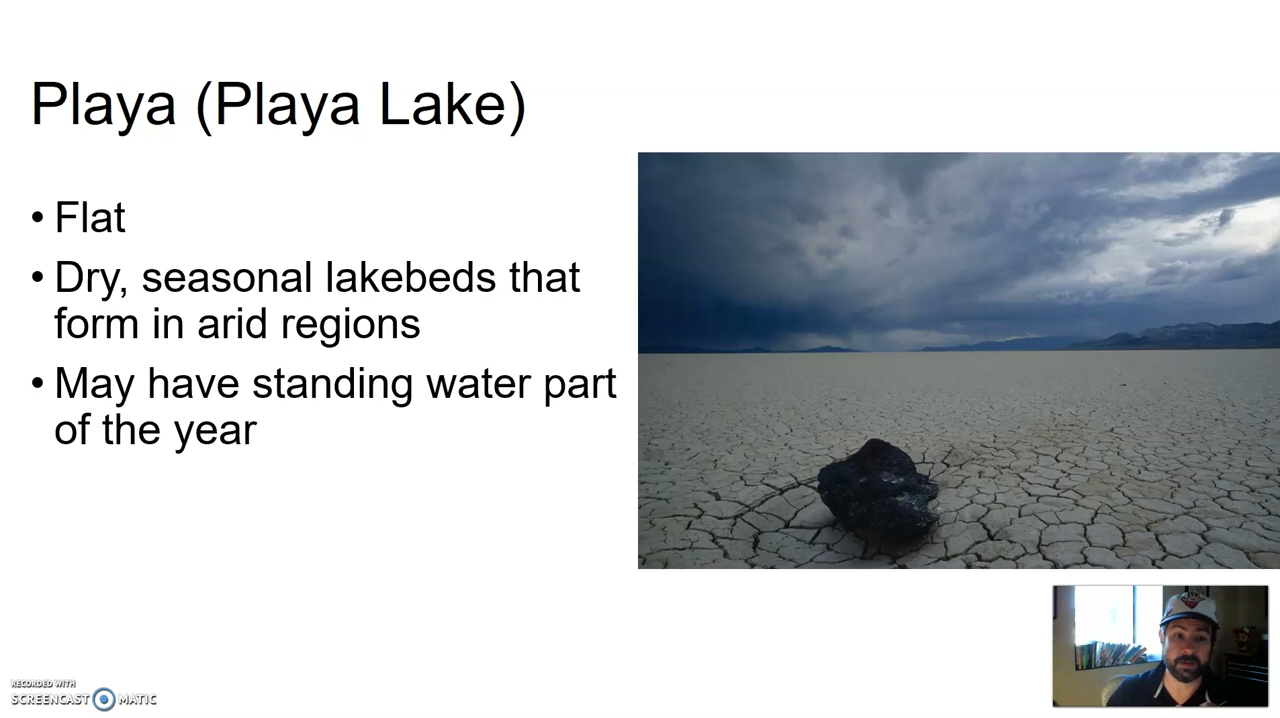 Playa (Playa Lake)
• Flat
• Dry, seasonal lakebeds that
form in arid regions
• May have standing water part
of the year
RECORDED WITH
SCREENCAST MATIC